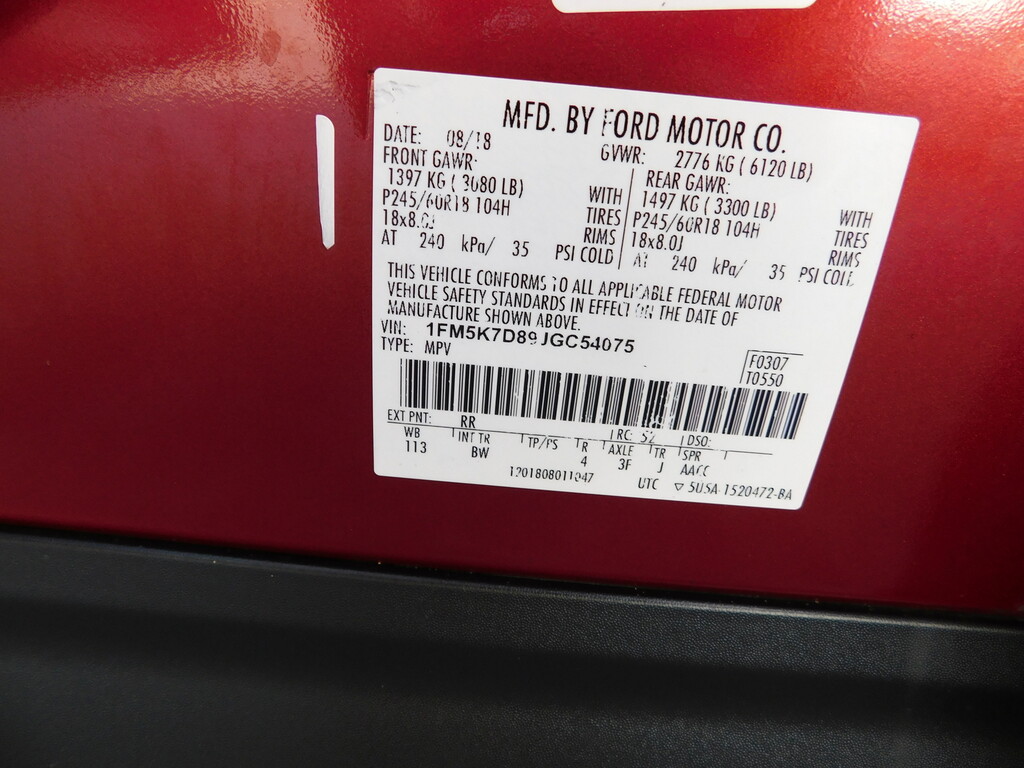 MFD. BY FORD MOTOR CO.
DATE: 08/18 GVWR: 2776 KG ( 6120 LB)
FRONT GAWR: REAR GAWR:
1397 KG ( 3080 LB) WITH 1497 KG ( 3300 LB) WITH
P245/60R18 104H TIRES P245/60R18 104H TIRES
18x8.0J RIMS 18x8.0J RIMS
AT 240 kPa/ 35 PSI COLD AT 240 kPa/ 35 PSI COLD
THIS VEHICLE CONFORMS TO ALL APPLICABLE FEDERAL MOTOR
VEHICLE SAFETY STANDARDS IN EFFECT ON THE DATE OF
MANUFACTURE SHOWN ABOVE.
VIN: 1FM5K7D89JGC54075
TYPE: MPV
F0307
T0550
EXT PNT: RR RC: 52 DSO:
WB INT TR TP/PS R AXLE TR SPR
113 BW 4 3F J AACC
1201808011047 UTC ▽ 5USA-1520472-BA